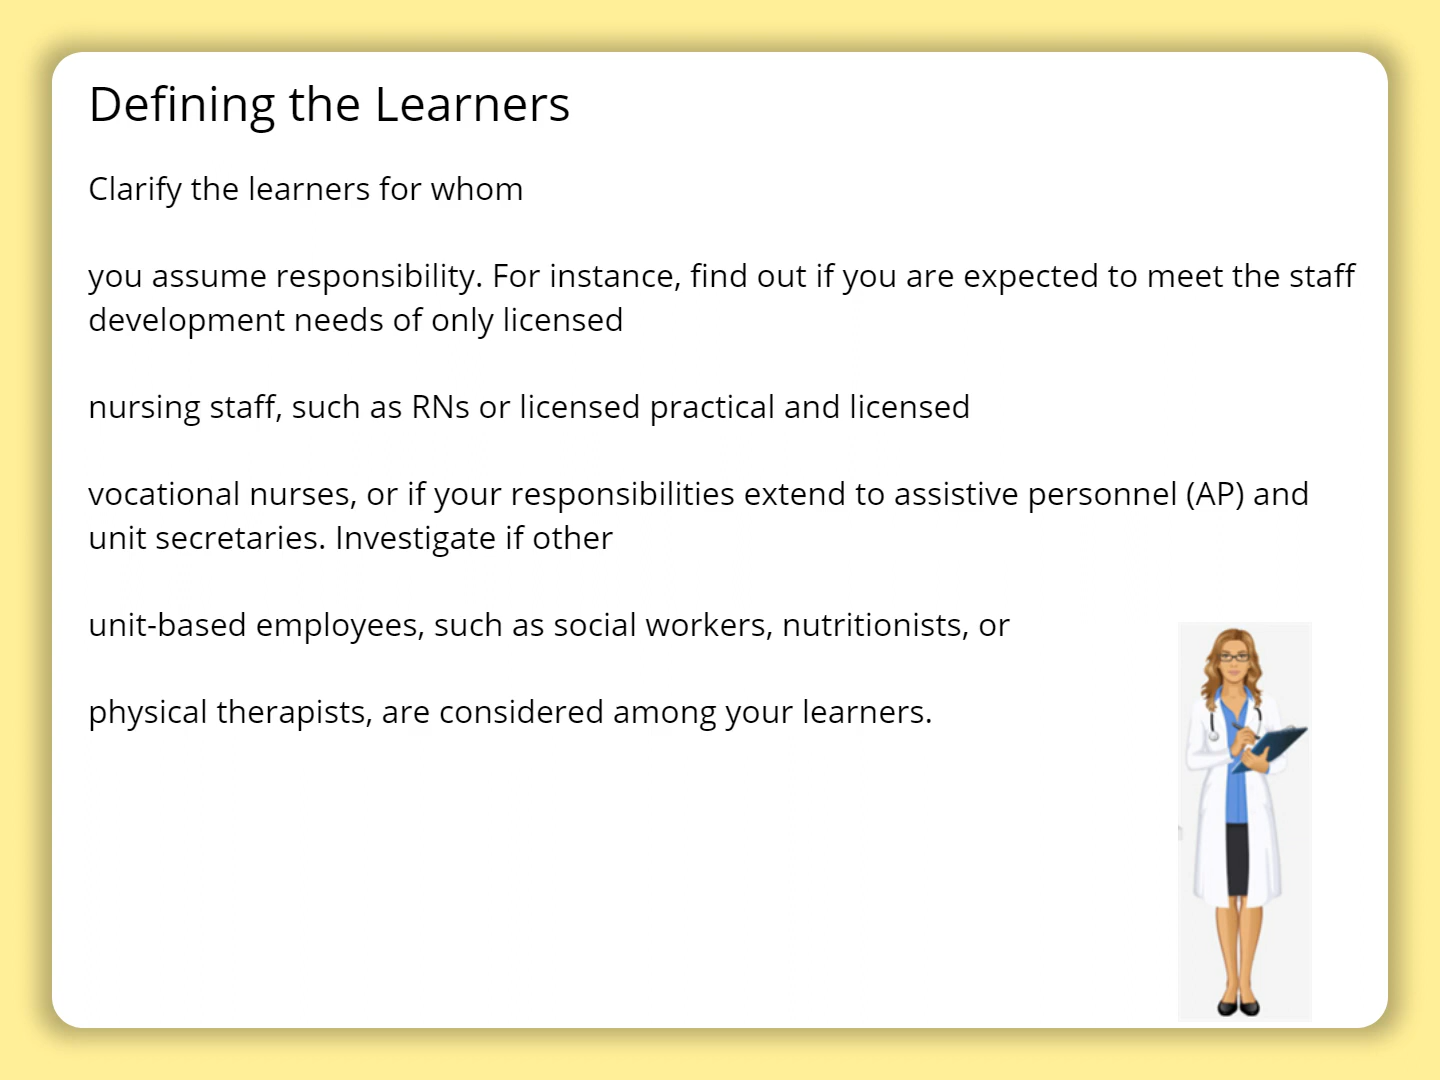 Defining the Learners
Clarify the learners for whom
you assume responsibility. For instance, find out if you are expected to meet the staff
development needs of only licensed
nursing staff, such as RNs or licensed practical and licensed
vocational nurses, or if your responsibilities extend to assistive personnel (AP) and
unit secretaries. Investigate if other
unit-based employees, such as social workers, nutritionists, or
physical therapists, are considered among your learners.